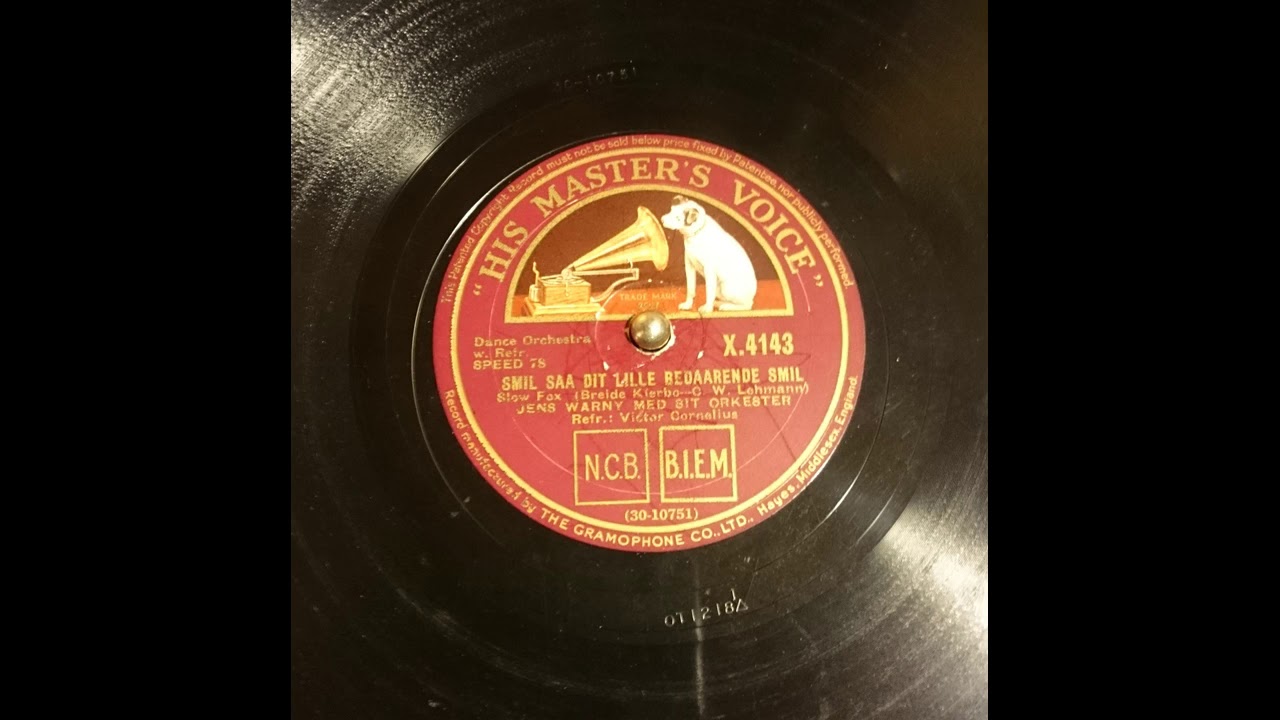 This Patented Copyright Record must not be sold below price fixed by Patentee, nor publicly performed.
"HIS MASTER'S VOICE"
TRADE MARK
Dance Orchestra
w. Refr.
SPEED 78
X.4143
SMIL SAA DIT LILLE BEDAARENDE SMIL
Slow Fox (Breide Kierbo—C. W. Lohmann)
JENS WARNY MED SIT ORKESTER
Refr.: Victor Cornelius
N.C.B.
B.I.E.M.
(30-10751)
Record manufactured by THE GRAMOPHONE CO., LTD., Hayes, Middlesex, England.
OT1218Δ
1